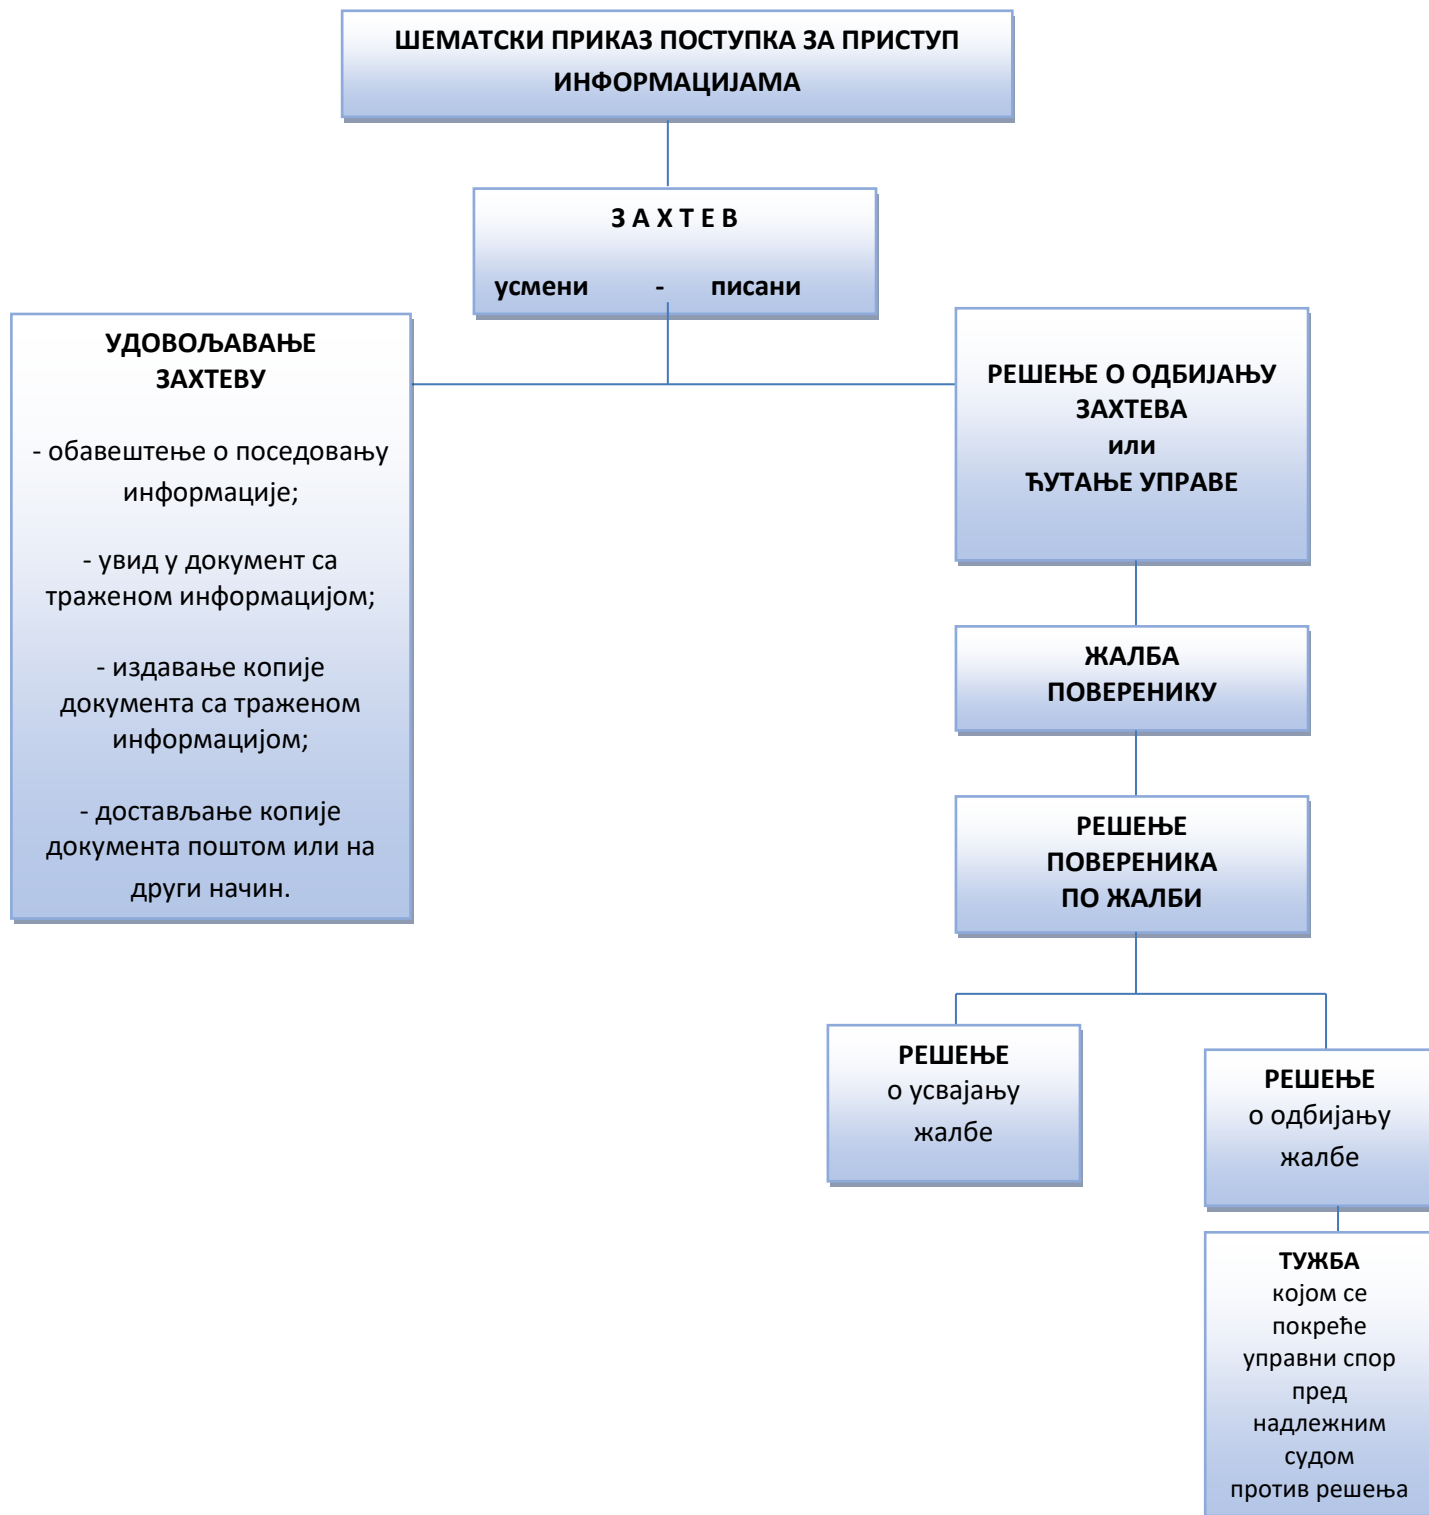 ШЕМАТСКИ ПРИКАЗ ПОСТУПКА ЗА ПРИСТУП
ИНФОРМАЦИЈАМА
З А Х Т Е В
усмени - писани
УДОВОЉАВАЊЕ
ЗАХТЕВУ
- обавештење о поседовању
информације;
- увид у документ са
траженом информацијом;
- издавање копије
документа са траженом
информацијом;
- достављање копије
документа поштом или на
други начин.
РЕШЕЊЕ О ОДБИЈАЊУ
ЗАХТЕВА
или
ЋУТАЊЕ УПРАВЕ
ЖАЛБА
ПОВЕРЕНИКУ
РЕШЕЊЕ
ПОВЕРЕНИКА
ПО ЖАЛБИ
РЕШЕЊЕ
о усвајању
жалбе
РЕШЕЊЕ
о одбијању
жалбе
ТУЖБА
којом се
покреће
управни спор
пред
надлежним
судом
против решења